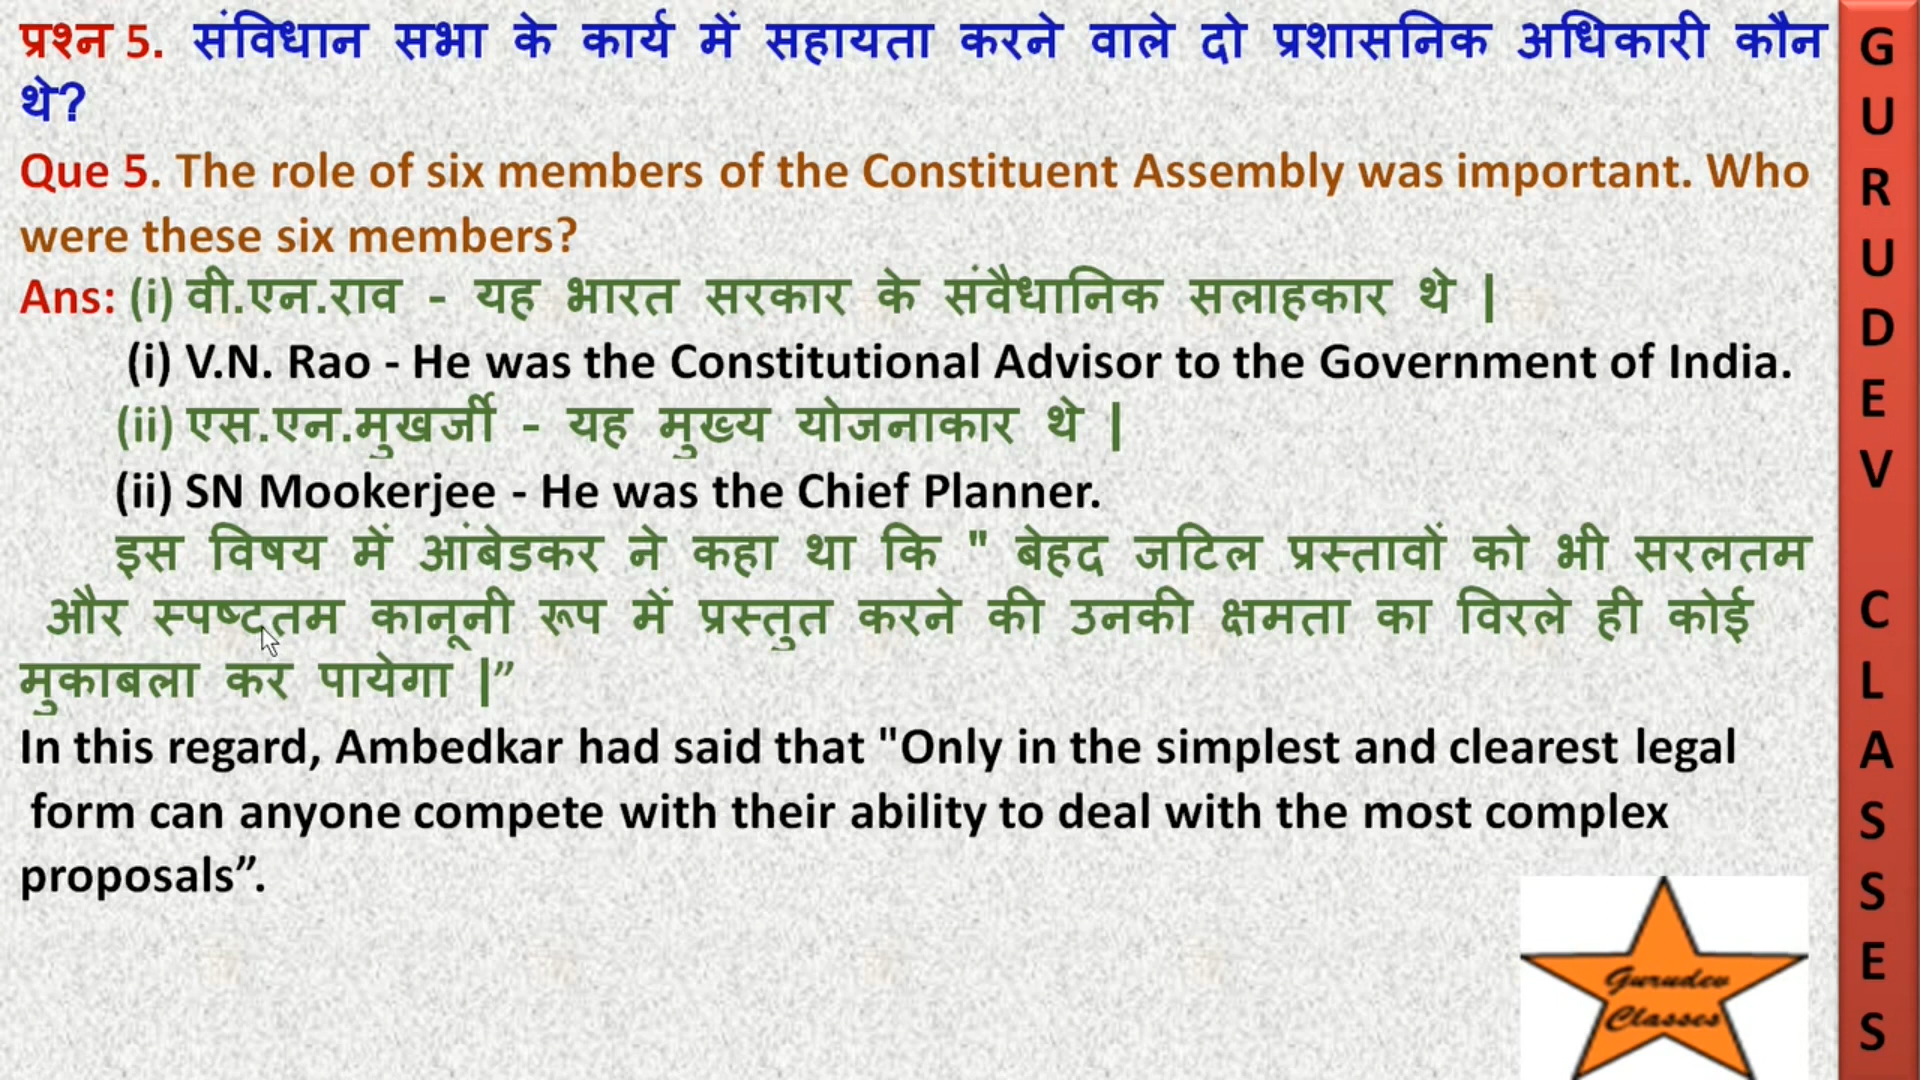 प्रश्न 5. संविधान सभा के कार्य में सहायता करने वाले दो प्रशासनिक अधिकारी कौन
थे?
Que 5. The role of six members of the Constituent Assembly was important. Who
were these six members?
Ans: (i) वी.एन.राव - यह भारत सरकार के संवैधानिक सलाहकार थे |
(i) V.N. Rao - He was the Constitutional Advisor to the Government of India.
(ii) एस.एन.मुखर्जी - यह मुख्य योजनाकार थे |
(ii) SN Mookerjee - He was the Chief Planner.
इस विषय में आंबेडकर ने कहा था कि " बेहद जटिल प्रस्तावों को भी सरलतम
और स्पष्टतम कानूनी रूप में प्रस्तुत करने की उनकी क्षमता का विरले ही कोई
मुकाबला कर पायेगा |”
In this regard, Ambedkar had said that "Only in the simplest and clearest legal
form can anyone compete with their ability to deal with the most complex
proposals”.
GURUDEV CLASSES
Gurudev
Classes